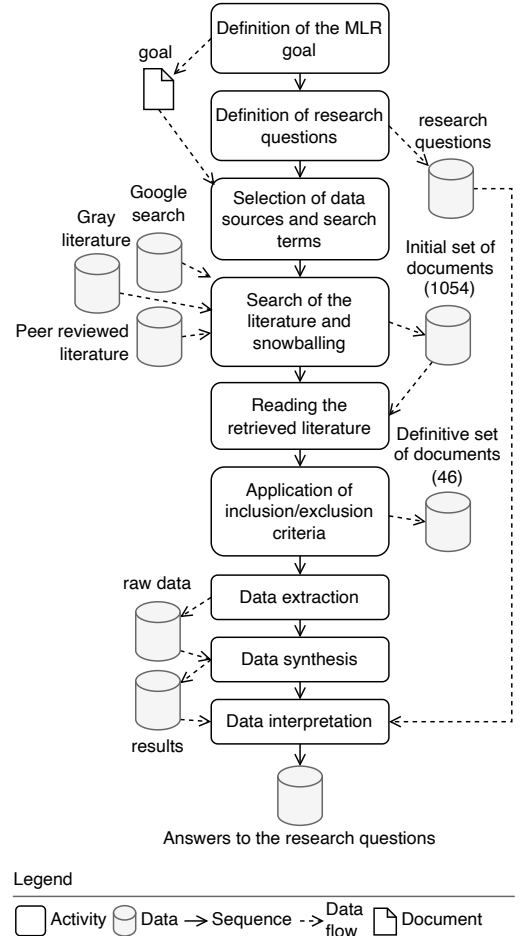 Definition of the MLR
goal
goal
Definition of research
questions
research
questions
Selection of data
sources and search
terms
Google
search
Gray
literature
Peer reviewed
literature
Search of the
literature and
snowballing
Initial set of
documents
(1054)
Reading the
retrieved literature
Definitive set
of documents
(46)
Application of
inclusion/exclusion
criteria
raw data
Data extraction
Data synthesis
results
Data interpretation
Answers to the research questions
Legend
Activity
Data
Sequence
Data
flow
Document